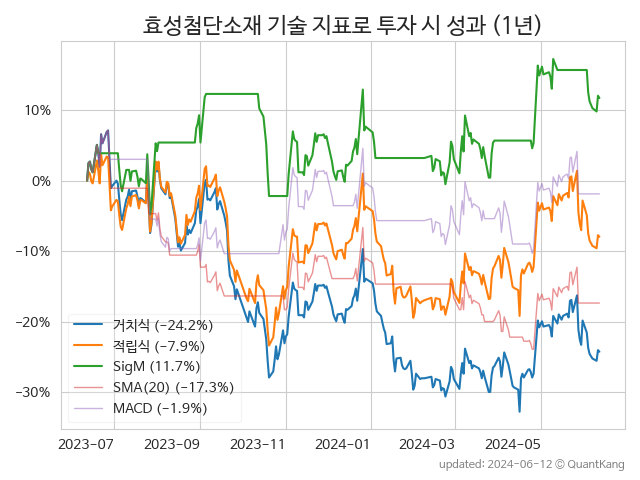 효성첨단소재 기술 지표로 투자 시 성과 (1년)
10%
0%
−10%
−20%
−30%
거치식 (−24.2%)
적립식 (−7.9%)
SigM (11.7%)
SMA(20) (−17.3%)
MACD (−1.9%)
2023-07 2023-09 2023-11 2024-01 2024-03 2024-05
updated: 2024-06-12 © QuantKang